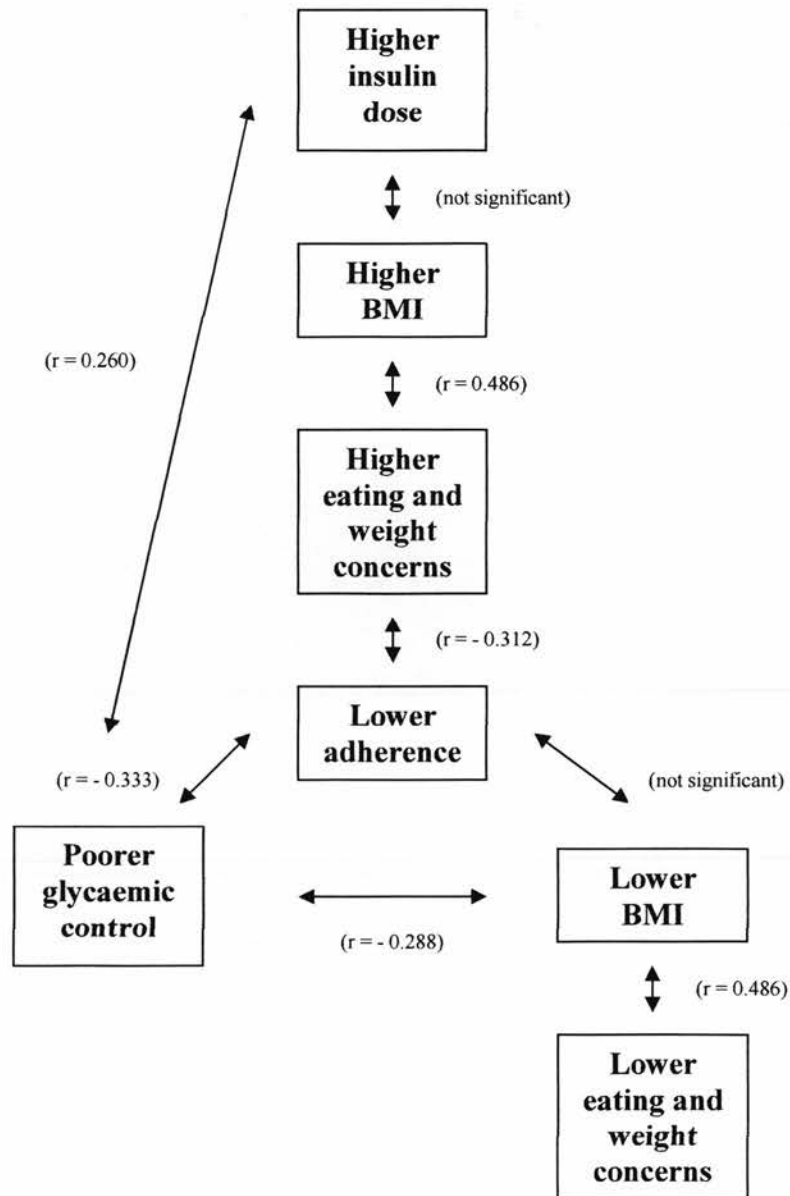 Higher
insulin
dose
(not significant)
Higher
BMI
(r = 0.260)
(r = 0.486)
Higher
eating and
weight
concerns
(r = - 0.312)
Lower
adherence
(r = - 0.333)
(not significant)
Poorer
glycaemic
control
Lower
BMI
(r = - 0.288)
(r = 0.486)
Lower
eating and
weight
concerns